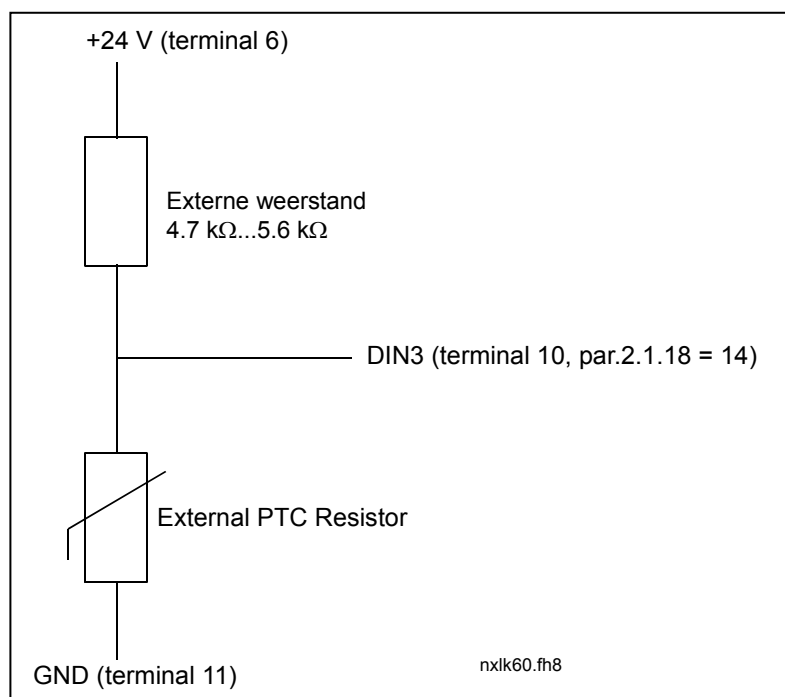 +24 V (terminal 6)
Externe weerstand
4.7 kΩ...5.6 kΩ
DIN3 (terminal 10, par.2.1.18 = 14)
External PTC Resistor
GND (terminal 11)
nxlk60.fh8